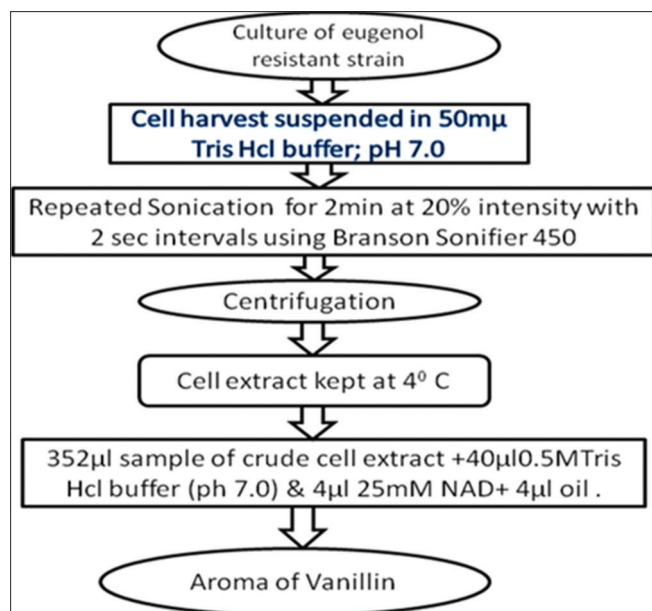 Culture of eugenol
resistant strain
Cell harvest suspended in 50mµ
Tris Hcl buffer; pH 7.0
Repeated Sonication for 2min at 20% intensity with
2 sec intervals using Branson Sonifier 450
Centrifugation
Cell extract kept at 4⁰ C
352µl sample of crude cell extract +40µl0.5MTris
Hcl buffer (ph 7.0) & 4µl 25mM NAD+ 4µl oil .
Aroma of Vanillin